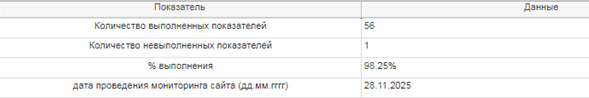 Показатель Данные
Количество выполненных показателей 56
Количество невыполненных показателей 1
% выполнения 98.25%
дата проведения мониторинга сайта (дд.мм.гггг) 28.11.2025